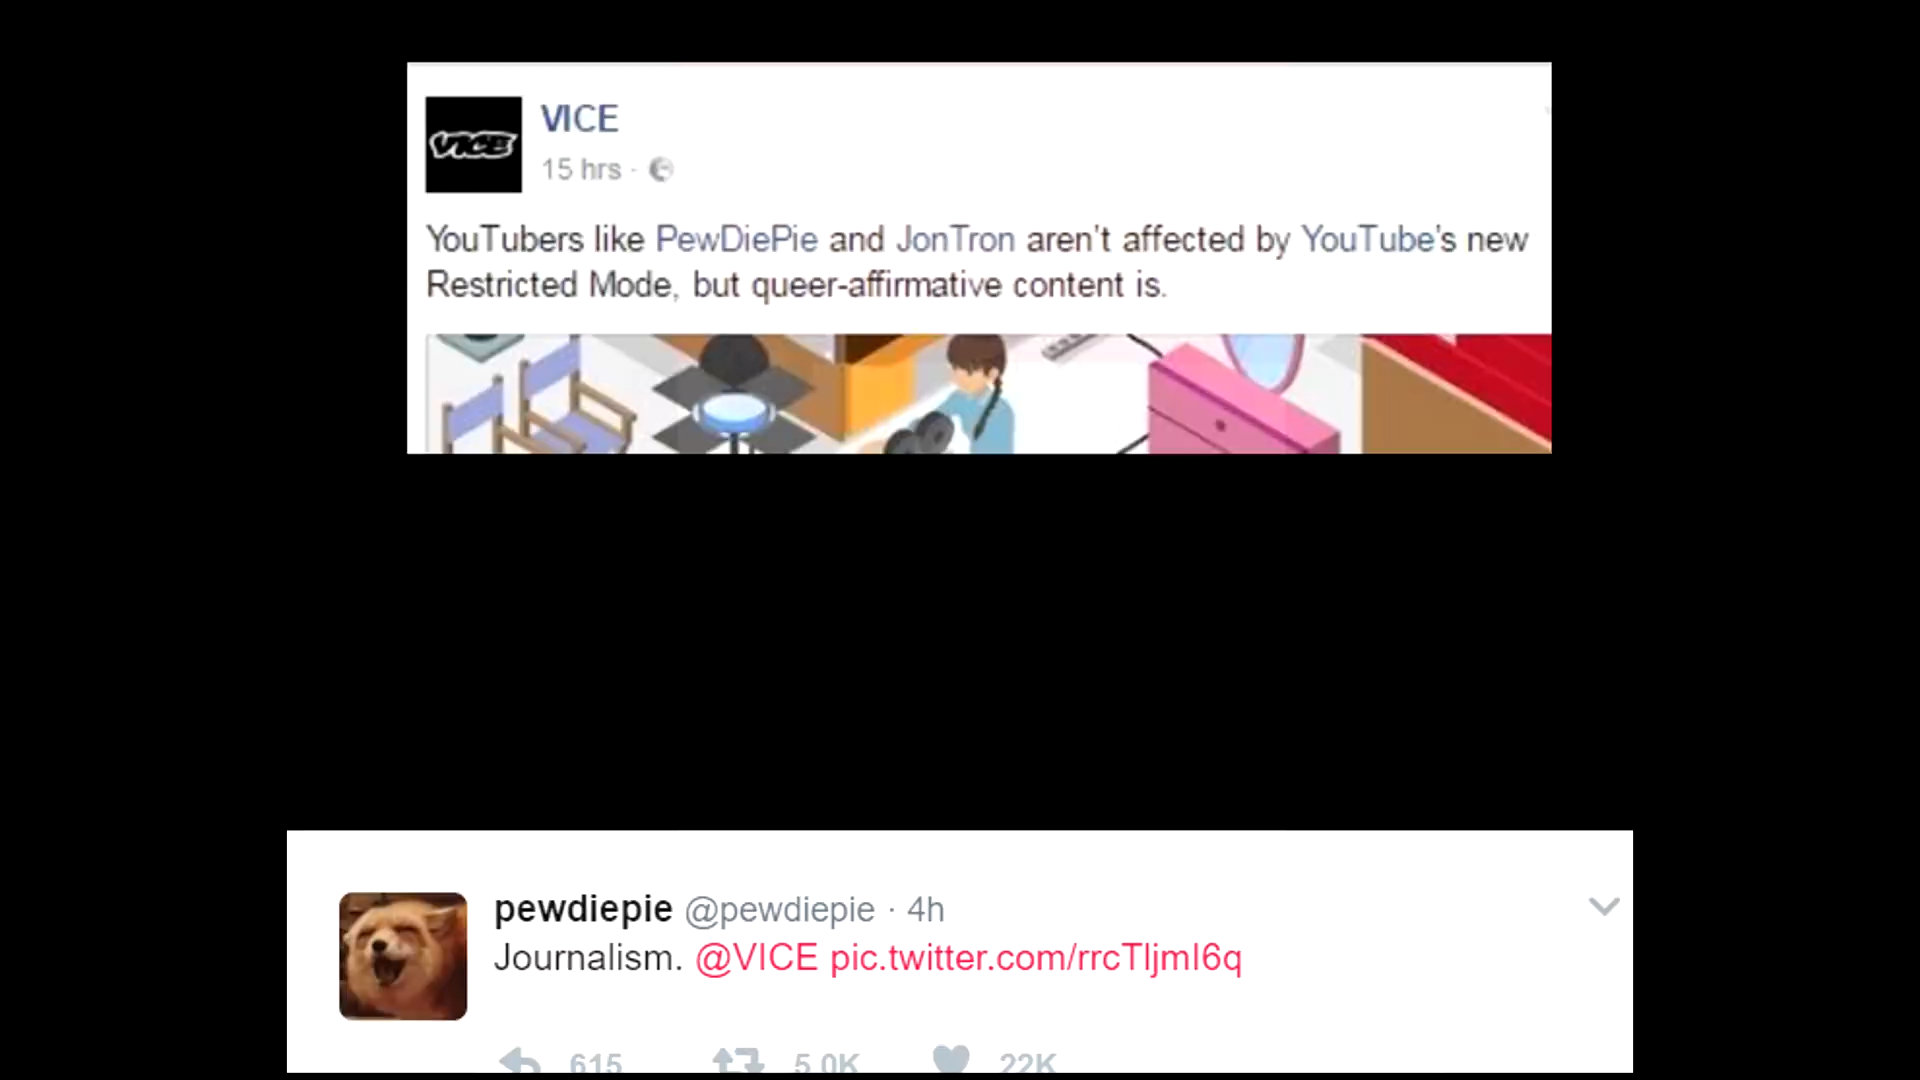 VICE
VICE
15 hrs ·
YouTubers like PewDiePie and JonTron aren't affected by YouTube's new
Restricted Mode, but queer-affirmative content is.
pewdiepie @pewdiepie · 4h
Journalism. @VICE pic.twitter.com/rrcTljml6q
615 5.0K 22K